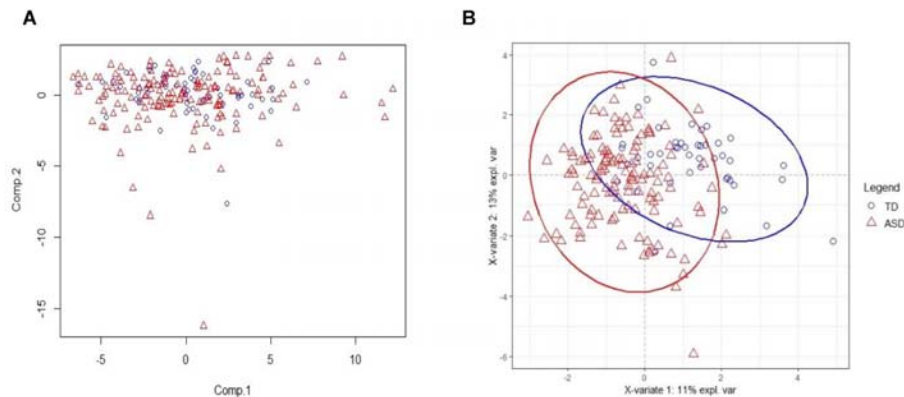 A
B
0
-5
-10
-15
Comp.2
-5
0
5
10
Comp.1
4
2
0
-2
-4
-6
X-variate 2: 13% expl. var
-2
0
2
4
X-variate 1: 11% expl. var
Legend
TD
ASD